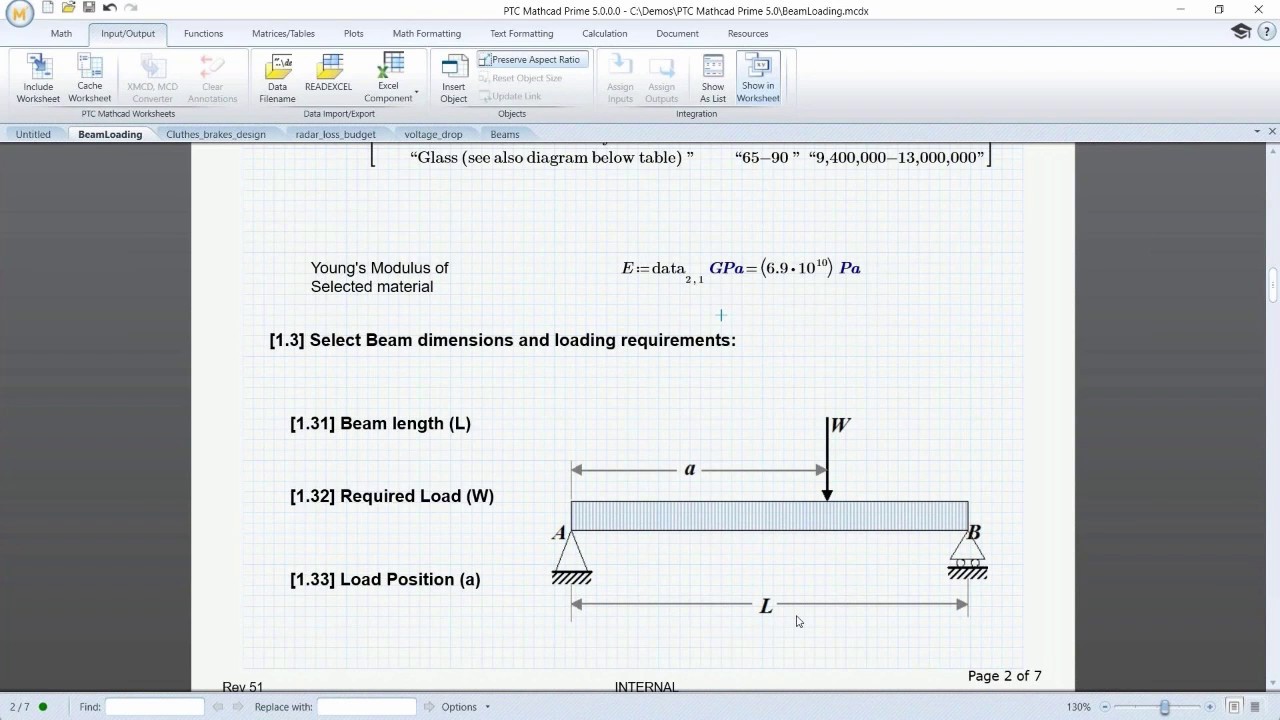 M
PTC Mathcad Prime 5.0.0.0 - C:\Demos\PTC Mathcad Prime 5.0\BeamLoading.mcdx
Math Input/Output Functions Matrices/Tables Plots Math Formatting Text Formatting Calculation Document Resources
Include Worksheet
Cache Worksheet
XMCD, MCD Converter
Clear Annotations
PTC Mathcad Worksheets
Data Filename
READEXCEL
Excel Component
Data Import/Export
Insert Object
Preserve Aspect Ratio
Reset Object Size
Update Link
Objects
Assign Inputs
Assign Outputs
Show As List
Show in Worksheet
Integration
Untitled BeamLoading Cluthes_brakes_design radar_loss_budget voltage_drop Beams
“Glass (see also diagram below table) ” “65–90 ” “9,400,000–13,000,000”
Young's Modulus of
Selected material
E:=data2,1 GPa=(6.9•10^10) Pa
[1.3] Select Beam dimensions and loading requirements:
[1.31] Beam length (L)
W
a
[1.32] Required Load (W)
A
B
[1.33] Load Position (a)
L
Page 2 of 7
Rev 51 INTERNAL
2 / 7 Find: Replace with: Options 130%